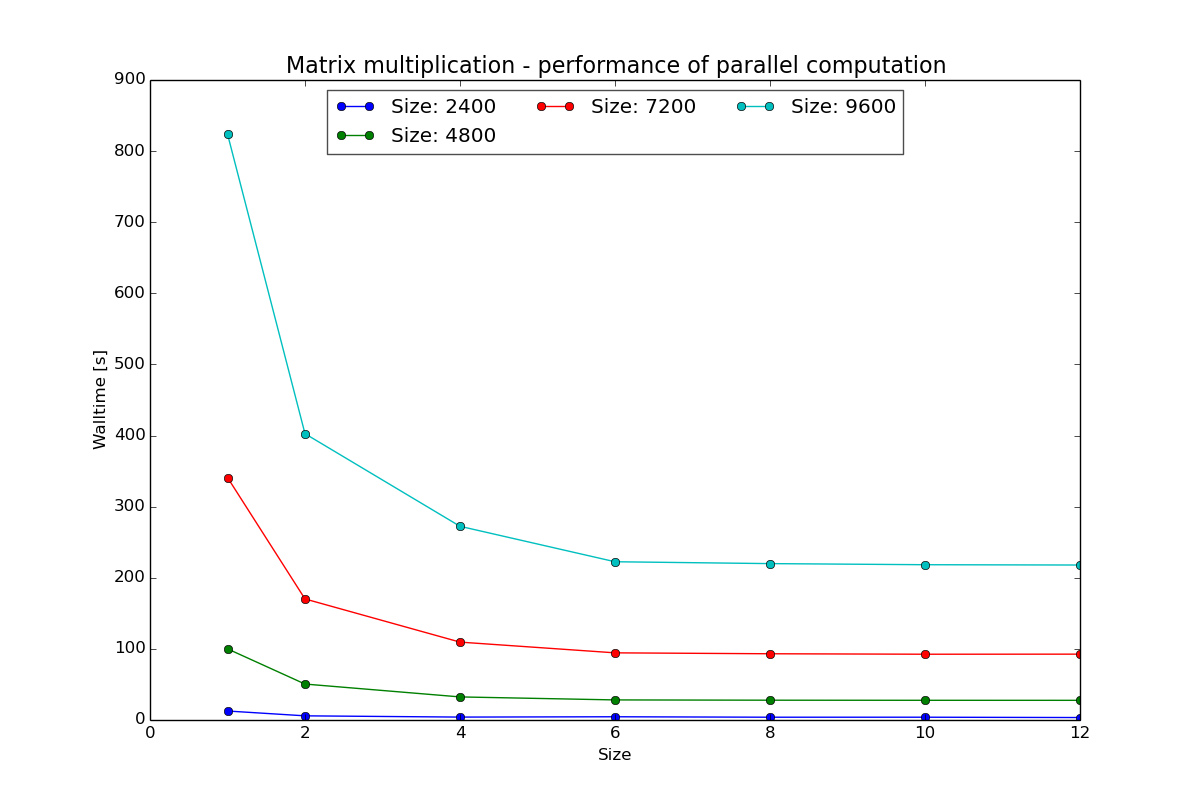 Matrix multiplication - performance of parallel computation
Size: 2400 Size: 7200 Size: 9600
Size: 4800
900
800
700
600
500
400
300
200
100
0
Walltime [s]
0 2 4 6 8 10 12
Size